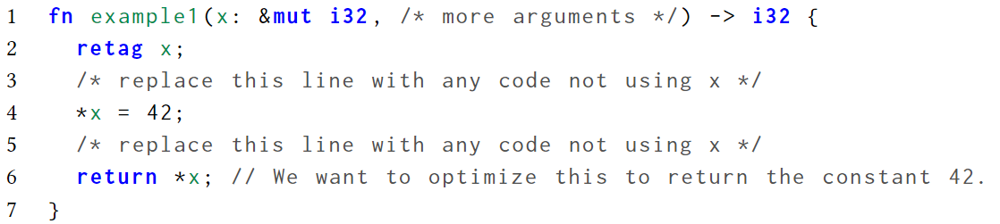 1 fn example1(x: &mut i32, /* more arguments */) -> i32 {
2 retag x;
3 /* replace this line with any code not using x */
4 *x = 42;
5 /* replace this line with any code not using x */
6 return *x; // We want to optimize this to return the constant 42.
7 }